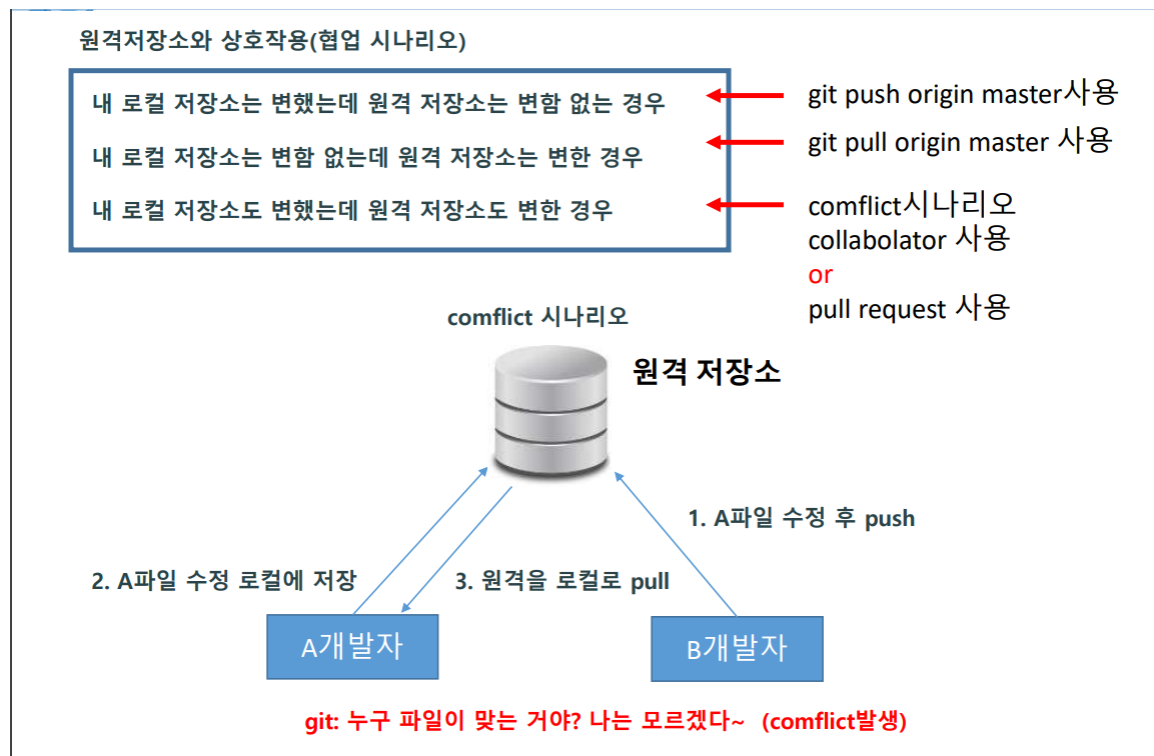 원격저장소와 상호작용(협업 시나리오)
내 로컬 저장소는 변했는데 원격 저장소는 변함 없는 경우
git push origin master사용
내 로컬 저장소는 변함 없는데 원격 저장소는 변한 경우
git pull origin master 사용
내 로컬 저장소도 변했는데 원격 저장소도 변한 경우
comflict시나리오
collabolator 사용
or
pull request 사용
comflict 시나리오
원격 저장소
1. A파일 수정 후 push
2. A파일 수정 로컬에 저장
3. 원격을 로컬로 pull
A개발자
B개발자
git: 누구 파일이 맞는 거야? 나는 모르겠다~ (comflict발생)